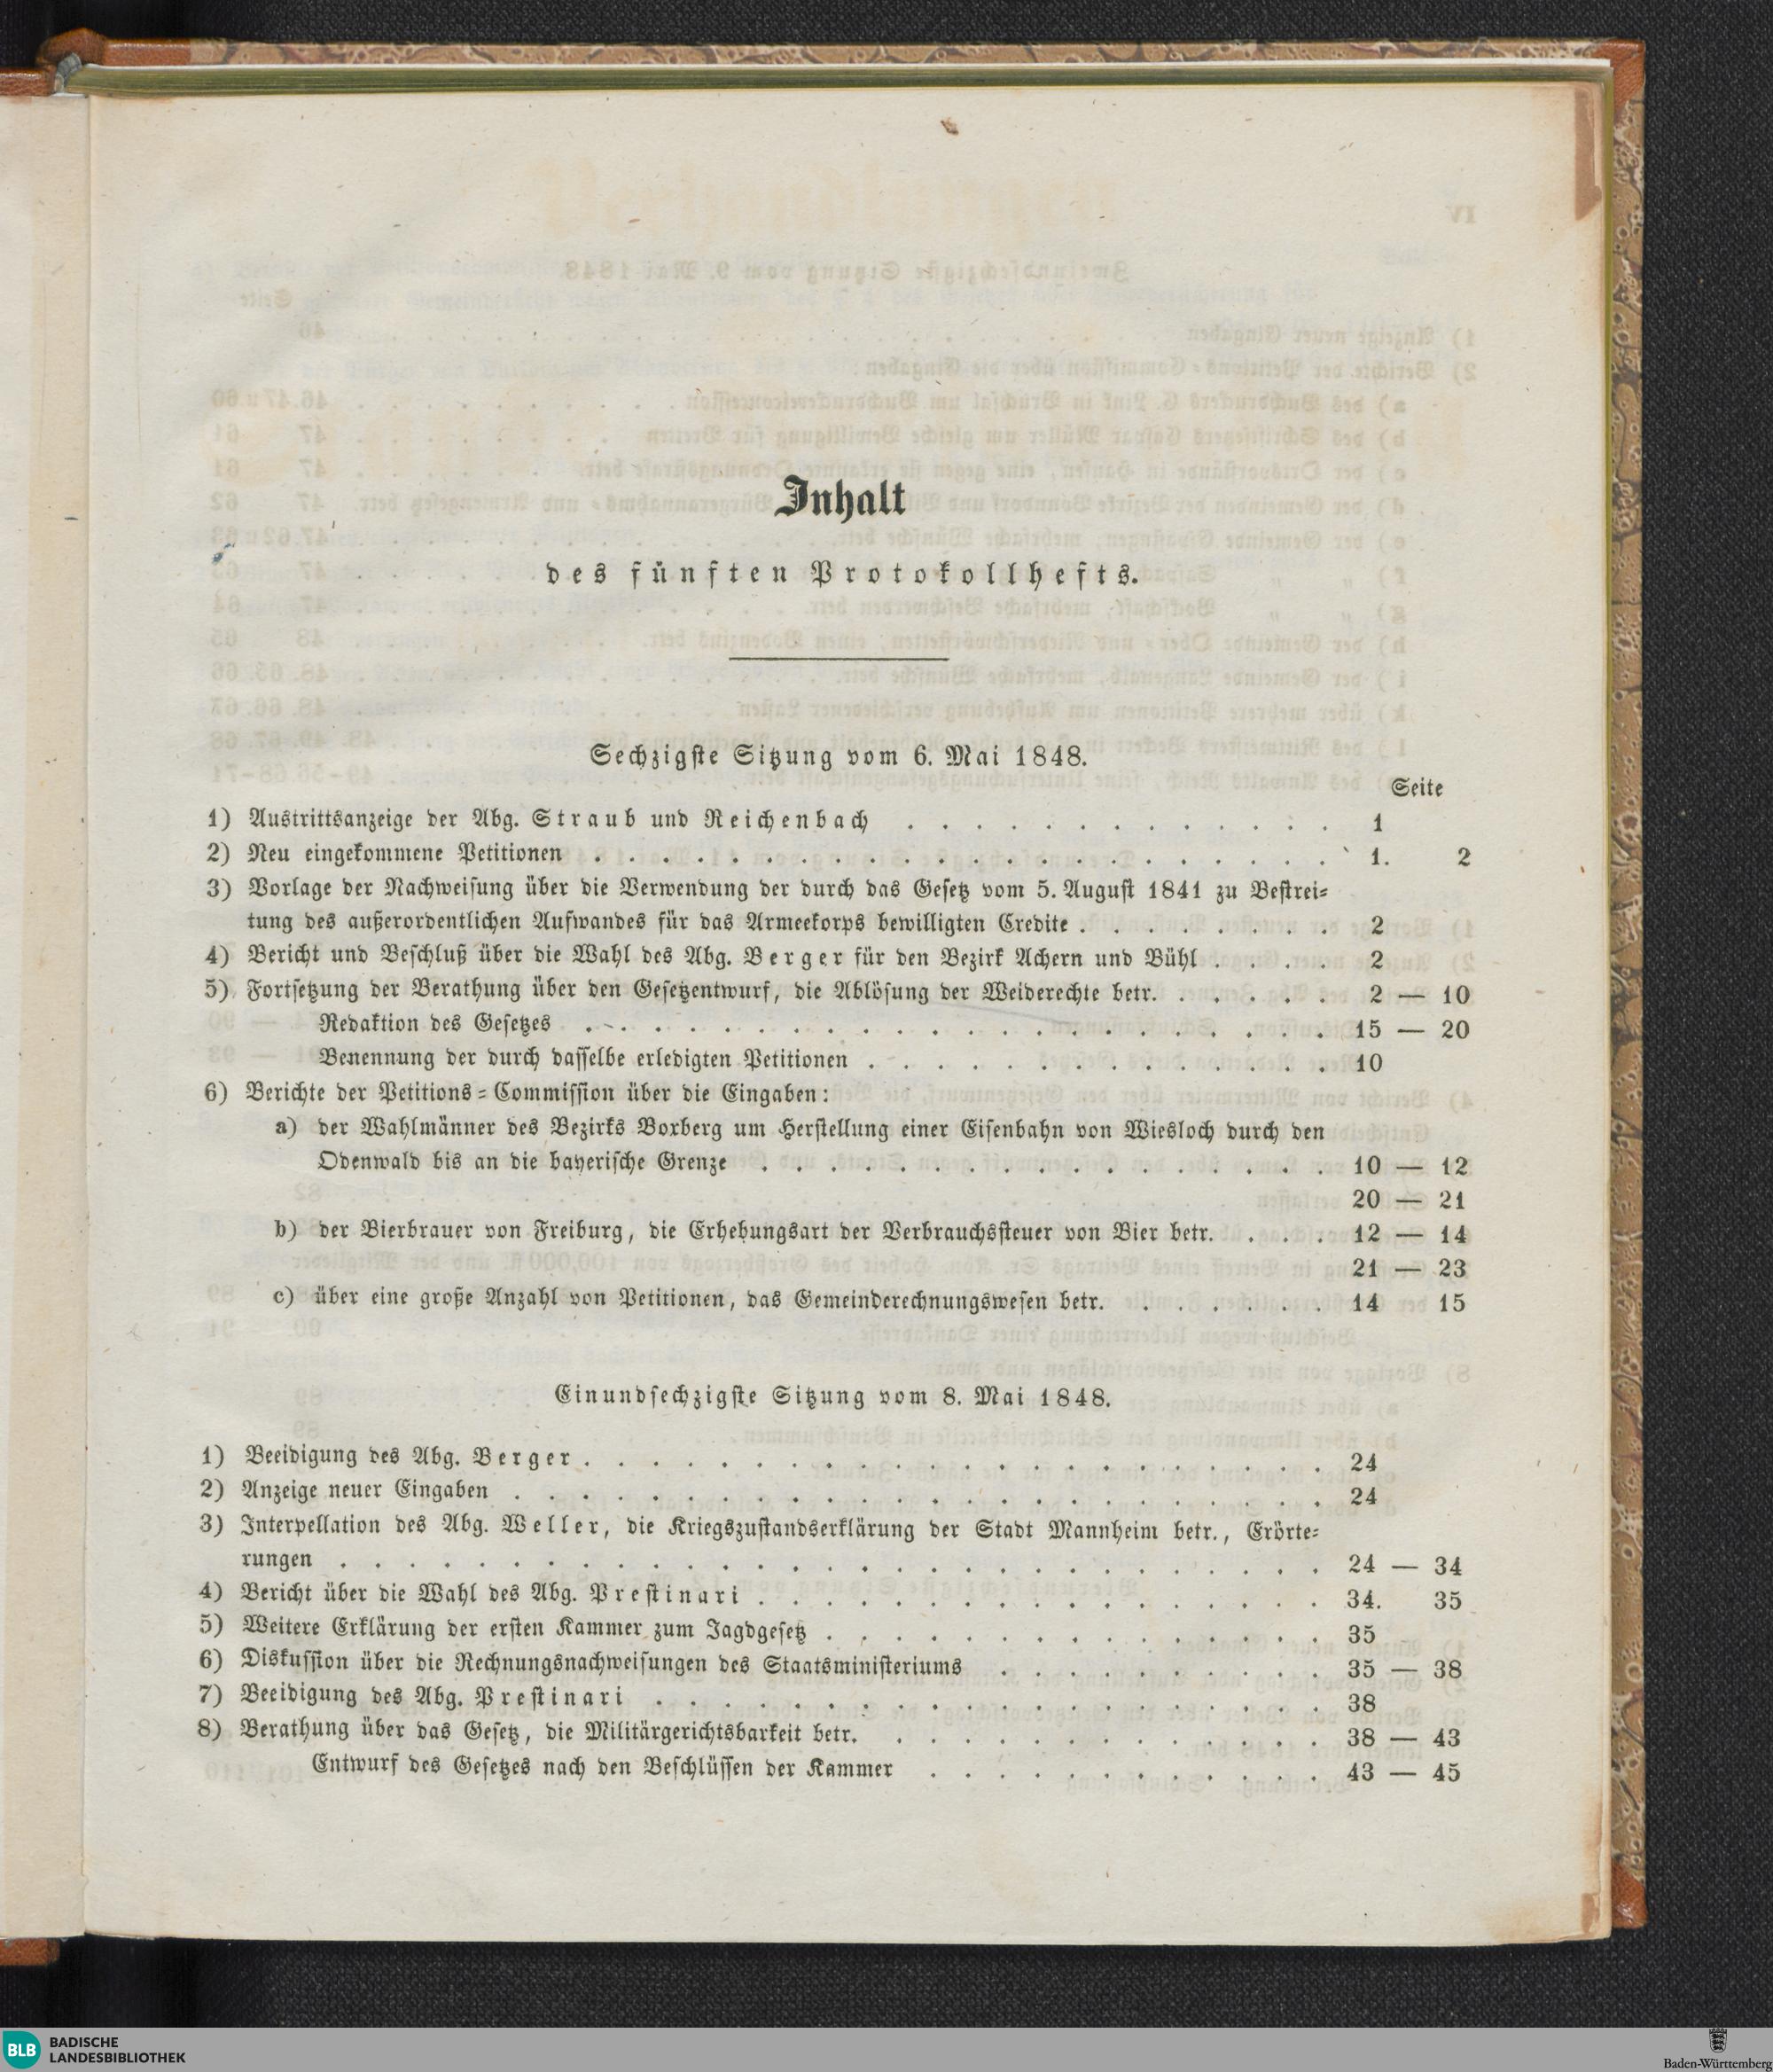 Inhalt
des fünften Protokollhefts.
Sechzigste Sitzung vom 6. Mai 1848.
Seite
1) Austrittsanzeige der Abg. Straub und Reichenbach . . . . . . . . . . . . . 1
2) Neu eingekommene Petitionen . . . . . . . . . . . . . . . . . . . . . . 1. 2
3) Vorlage der Nachweisung über die Verwendung der durch das Gesetz vom 5. August 1841 zu Bestrei-
tung des außerordentlichen Aufwandes für das Armeekorps bewilligten Credite . . . . . . . . 2
4) Bericht und Beschluß über die Wahl des Abg. Berger für den Bezirk Achern und Bühl . . . . 2
5) Fortsetzung der Berathung über den Gesetzentwurf, die Ablösung der Weiderechte betr. . . . . . 2 — 10
Redaktion des Gesetzes . . . . . . . . . . . . . . . . . . . . . . 15 — 20
Benennung der durch dasselbe erledigten Petitionen . . . . . . . . . . . . . . 10
6) Berichte der Petitions-Commission über die Eingaben:
a) der Wahlmänner des Bezirks Boxberg um Herstellung einer Eisenbahn von Wiesloch durch den
Odenwald bis an die bayerische Grenze . . . . . . . . . . . . . . . . . 10 — 12
20 — 21
b) der Bierbrauer von Freiburg, die Erhebungsart der Verbrauchssteuer von Bier betr. . . . 12 — 14
21 — 23
c) über eine große Anzahl von Petitionen, das Gemeinderechnungswesen betr. . . . . . . 14 15
Einundsechzigste Sitzung vom 8. Mai 1848.
1) Beeidigung des Abg. Berger . . . . . . . . . . . . . . . . . . . . . . 24
2) Anzeige neuer Eingaben . . . . . . . . . . . . . . . . . . . . . . . . 24
3) Interpellation des Abg. Weller, die Kriegszustandserklärung der Stadt Mannheim betr., Erörte-
rungen . . . . . . . . . . . . . . . . . . . . . . . . . . . . . 24 — 34
4) Bericht über die Wahl des Abg. Prestinari . . . . . . . . . . . . . . . . . 34. 35
5) Weitere Erklärung der ersten Kammer zum Jagdgesetz . . . . . . . . . . . . . . . 35
6) Diskussion über die Rechnungsnachweisungen des Staatsministeriums . . . . . . . . . . 35 — 38
7) Beeidigung des Abg. Prestinari . . . . . . . . . . . . . . . . . . . . 38
8) Berathung über das Gesetz, die Militärgerichtsbarkeit betr. . . . . . . . . . . . . . 38 — 43
Entwurf des Gesetzes nach den Beschlüssen der Kammer . . . . . . . . . . . . 43 — 45
BLB BADISCHE
LANDESBIBLIOTHEK
Baden-Württemberg